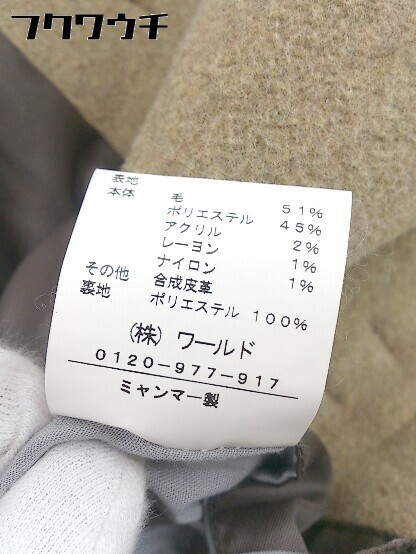 フクワウチ
表地
本体 毛 51%
ポリエステル 45%
アクリル 2%
レーヨン 1%
ナイロン 1%
その他 合成皮革
裏地 ポリエステル 100%
(株) ワールド
0120-977-917
ミャンマー製